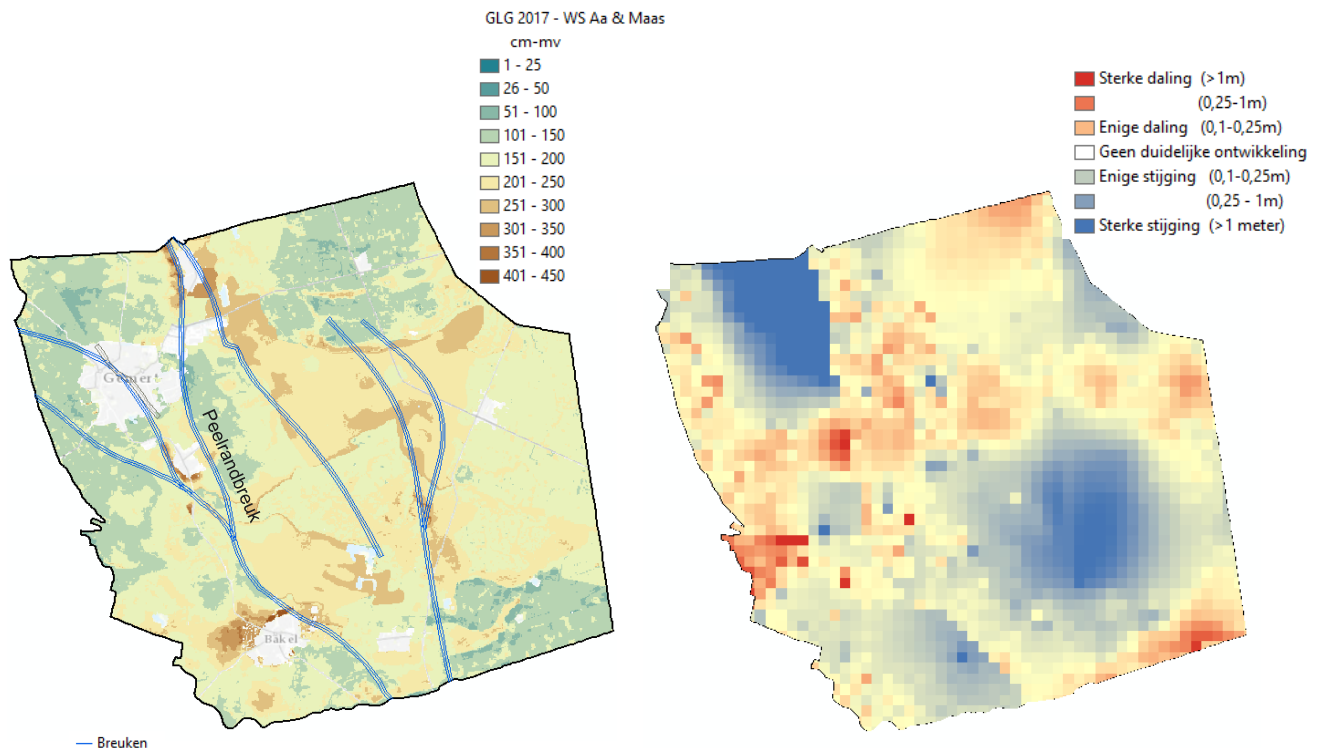 GLG 2017 - WS Aa & Maas
cm-mv
1 - 25
26 - 50
51 - 100
101 - 150
151 - 200
201 - 250
251 - 300
301 - 350
351 - 400
401 - 450
Gemert
Peelrandbreuk
Bakel
Breuken
Sterke daling (>1m)
(0,25-1m)
Enige daling (0,1-0,25m)
Geen duidelijke ontwikkeling
Enige stijging (0,1-0,25m)
(0,25 - 1m)
Sterke stijging (>1 meter)